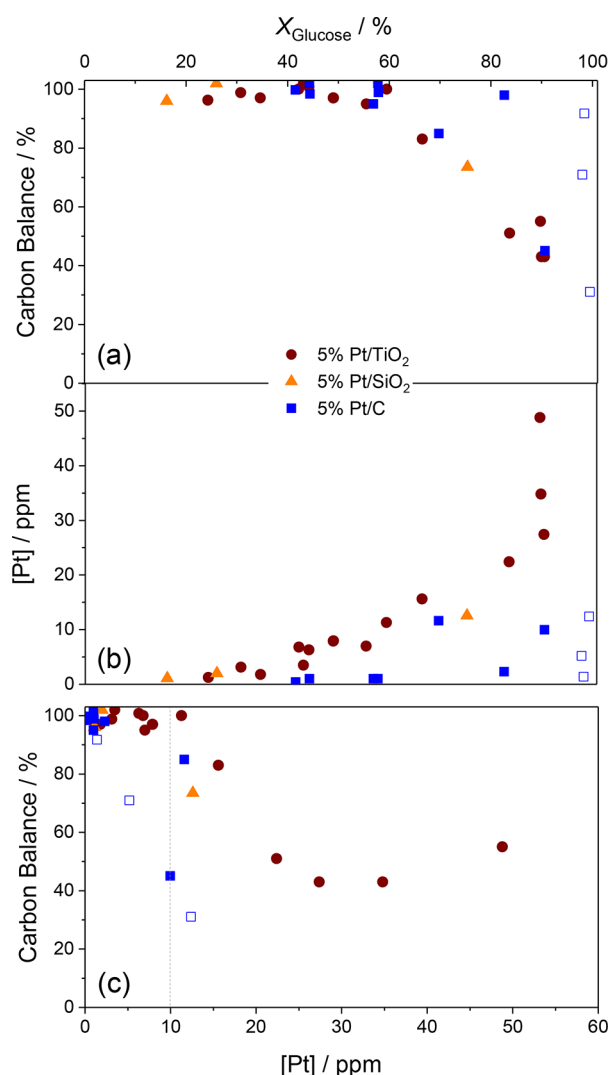 X_Glucose / %
0 20 40 60 80 100
100
80
60
40
20
0
Carbon Balance / %
(a)
5% Pt/TiO₂
5% Pt/SiO₂
5% Pt/C
50
40
30
20
10
0
[Pt] / ppm
(b)
100
80
60
40
20
0
Carbon Balance / %
(c)
0 10 20 30 40 50 60
[Pt] / ppm